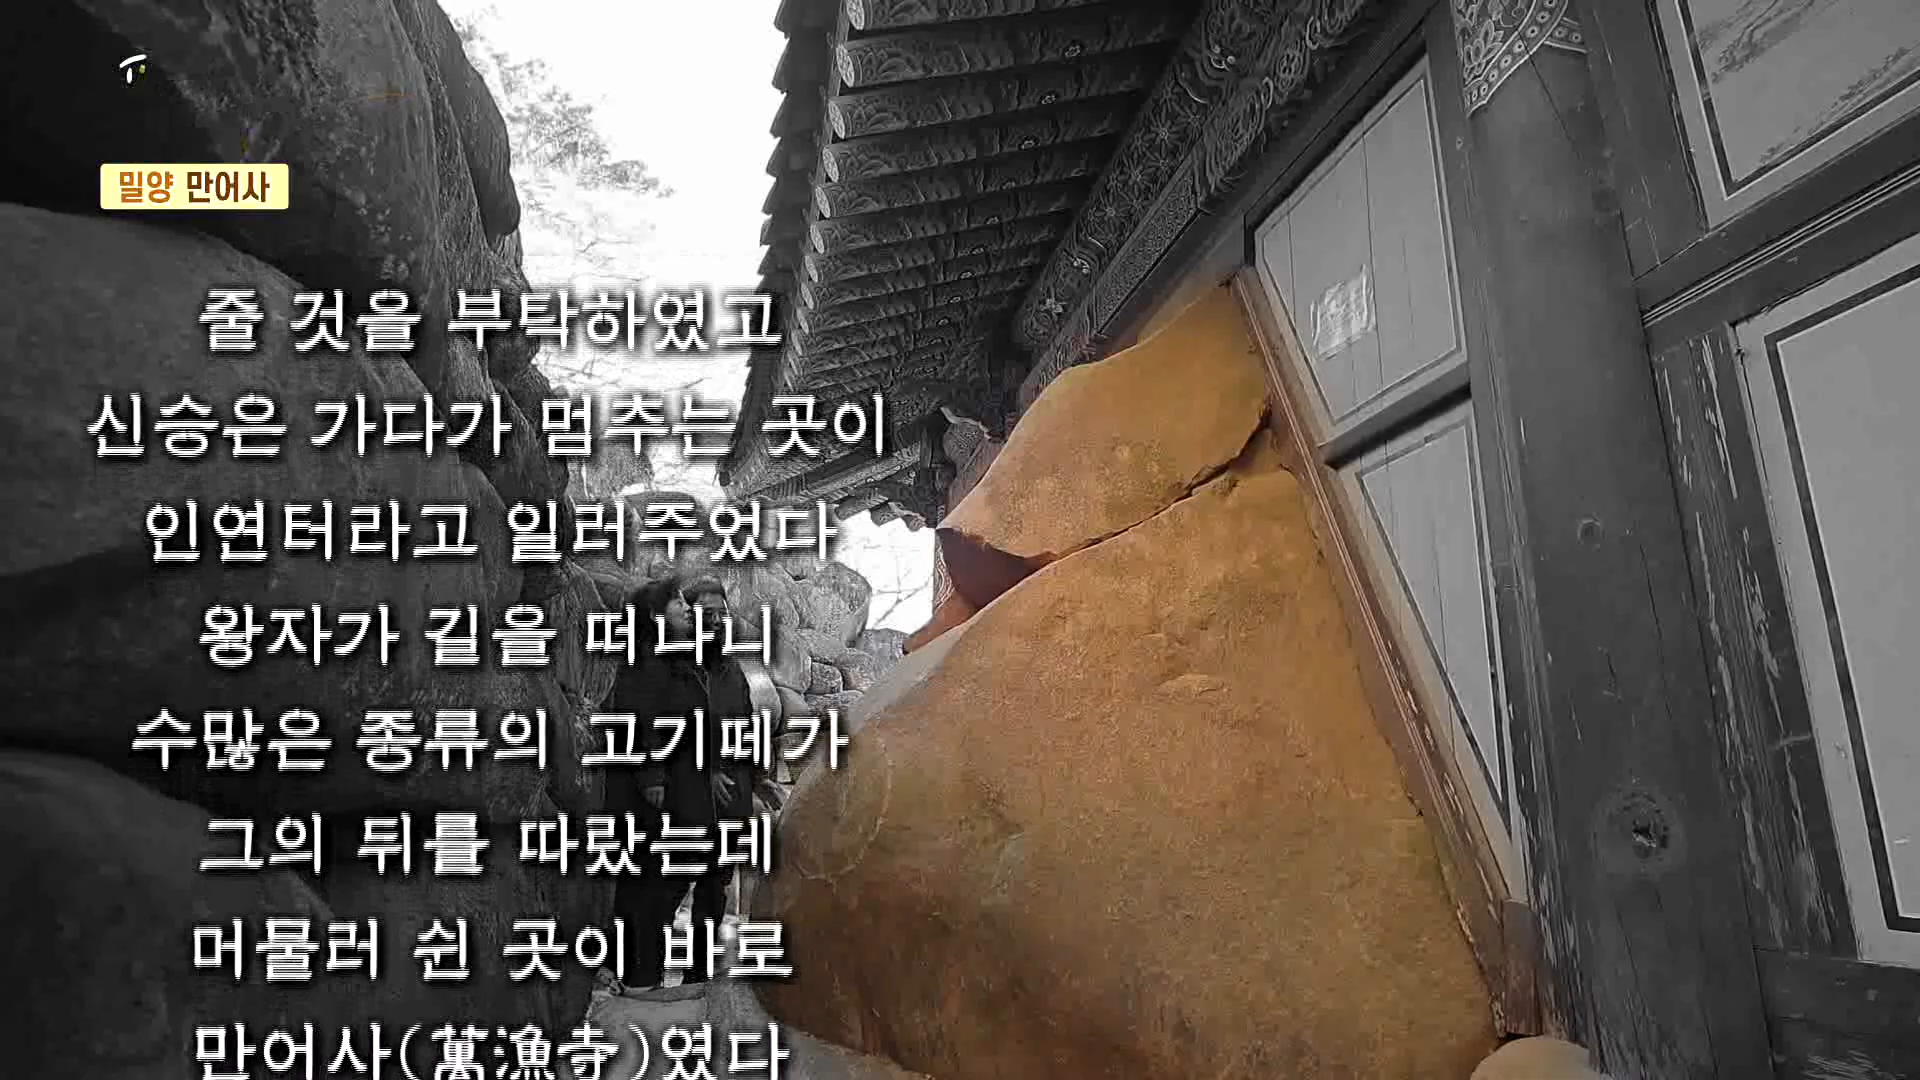 밀양 만어사
줄 것을 부탁하였고
신승은 가다가 멈추는 곳이
인연터라고 일러주었다
왕자가 길을 떠나니
수많은 종류의 고기떼가
그의 뒤를 따랐는데
머물러 쉰 곳이 바로
만어사(萬漁寺)였다